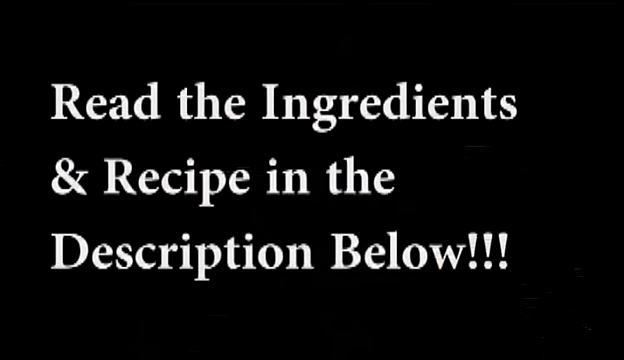 Read the Ingredients
& Recipe in the
Description Below!!!